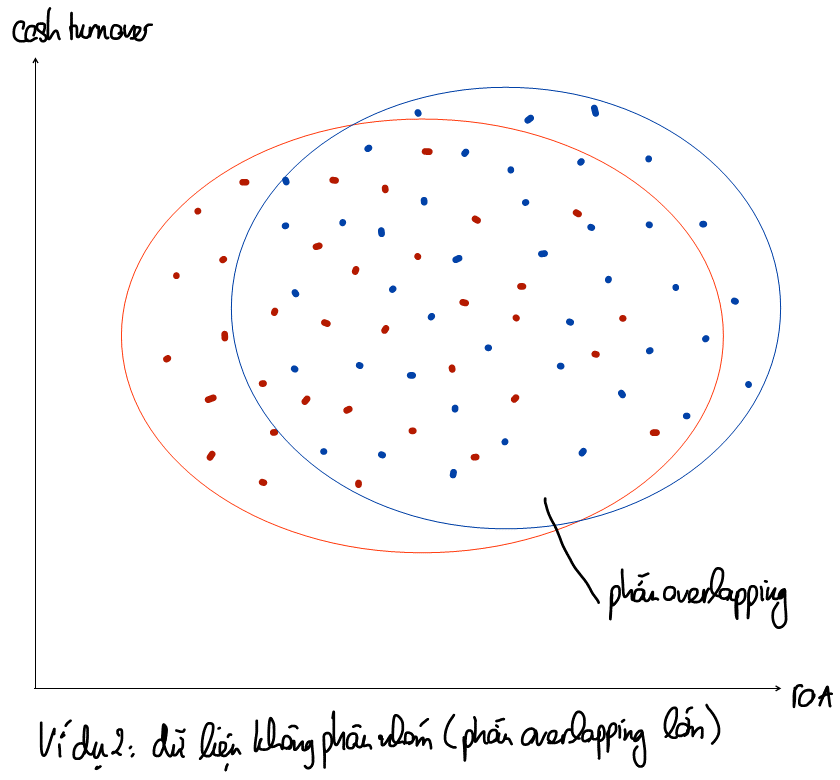 cash turnover
phần overlapping
ROA
Ví dụ 2: dữ liệu không phân nhóm (phần overlapping lớn)